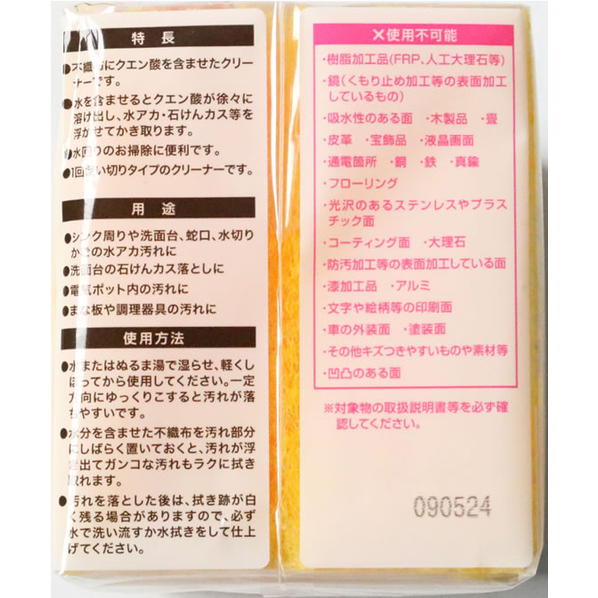 特長
●不織布にクエン酸を含ませたクリー
ナーです。
●水を含ませるとクエン酸が徐々に
溶け出し、水アカ・石けんカス等を
浮かせてかき取ります。
●水回りのお掃除に便利です。
●1回使い切りタイプのクリーナーです。
用途
●シンク周りや洗面台、蛇口、水切り
かごの水アカ汚れに
●洗面台の石けんカス落としに
●電気ポット内の汚れに
●まな板や調理器具の汚れに
使用方法
●水またはぬるま湯で湿らせ、軽くし
ぼってから使用してください。一定
方向にゆっくりこすると汚れが落
ちやすいです。
●水分を含ませた不織布を汚れ部分
にしばらく置いておくと、汚れが浮
き出てガンコな汚れもラクに拭き
取れます。
●汚れを落とした後は、拭き跡が白
く残る場合がありますので、必ず
水で洗い流すか水拭きをして仕上
げてください。
×使用不可能
・樹脂加工品(FRP、人工大理石等)
・鏡(くもり止め加工等の表面加工
しているもの)
・吸水性のある面 ・木製品 ・畳
・皮革 ・宝飾品 ・液晶画面
・通電箇所 ・銅 ・鉄 ・真鍮
・フローリング
・光沢のあるステンレスやプラス
チック面
・コーティング面 ・大理石
・防汚加工等の表面加工している面
・漆加工品 ・アルミ
・文字や絵柄等の印刷面
・車の外装面 ・塗装面
・その他キズつきやすいものや素材等
・凹凸のある面
※対象物の取扱説明書等を必ず確
認してください。
090524